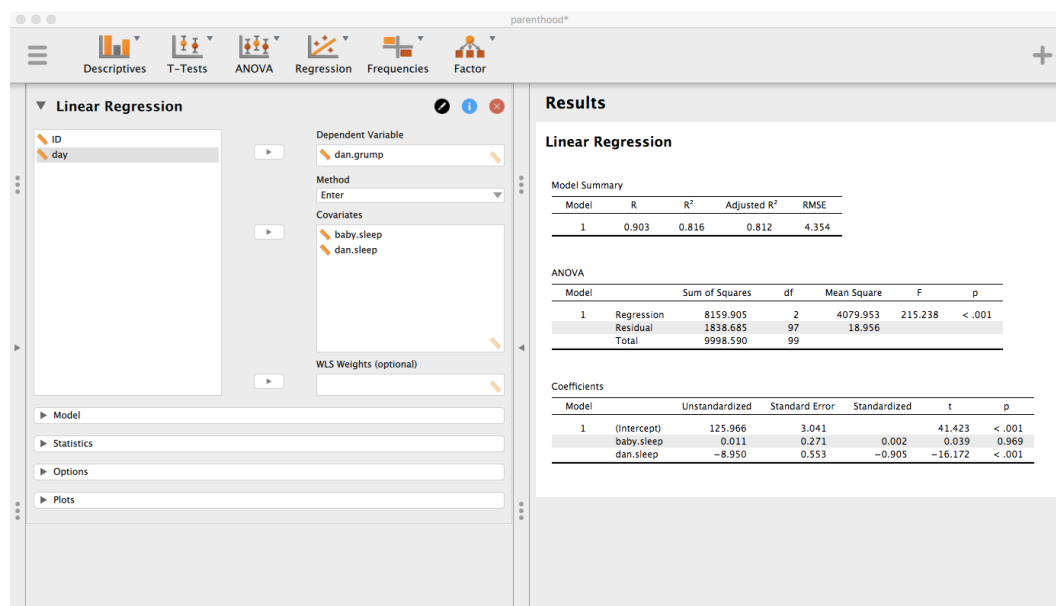 parenthood*
Descriptives T-Tests ANOVA Regression Frequencies Factor
Linear Regression
ID
day
Dependent Variable
dan.grump
Method
Enter
Covariates
baby.sleep
dan.sleep
WLS Weights (optional)
Model
Statistics
Options
Plots
Results
Linear Regression
Model Summary
Model R R² Adjusted R² RMSE
1 0.903 0.816 0.812 4.354
ANOVA
Model Sum of Squares df Mean Square F p
1 Regression 8159.905 2 4079.953 215.238 < .001
Residual 1838.685 97 18.956
Total 9998.590 99
Coefficients
Model Unstandardized Standard Error Standardized t p
1 (Intercept) 125.966 3.041 41.423 < .001
baby.sleep 0.011 0.271 0.002 0.039 0.969
dan.sleep −8.950 0.553 −0.905 −16.172 < .001